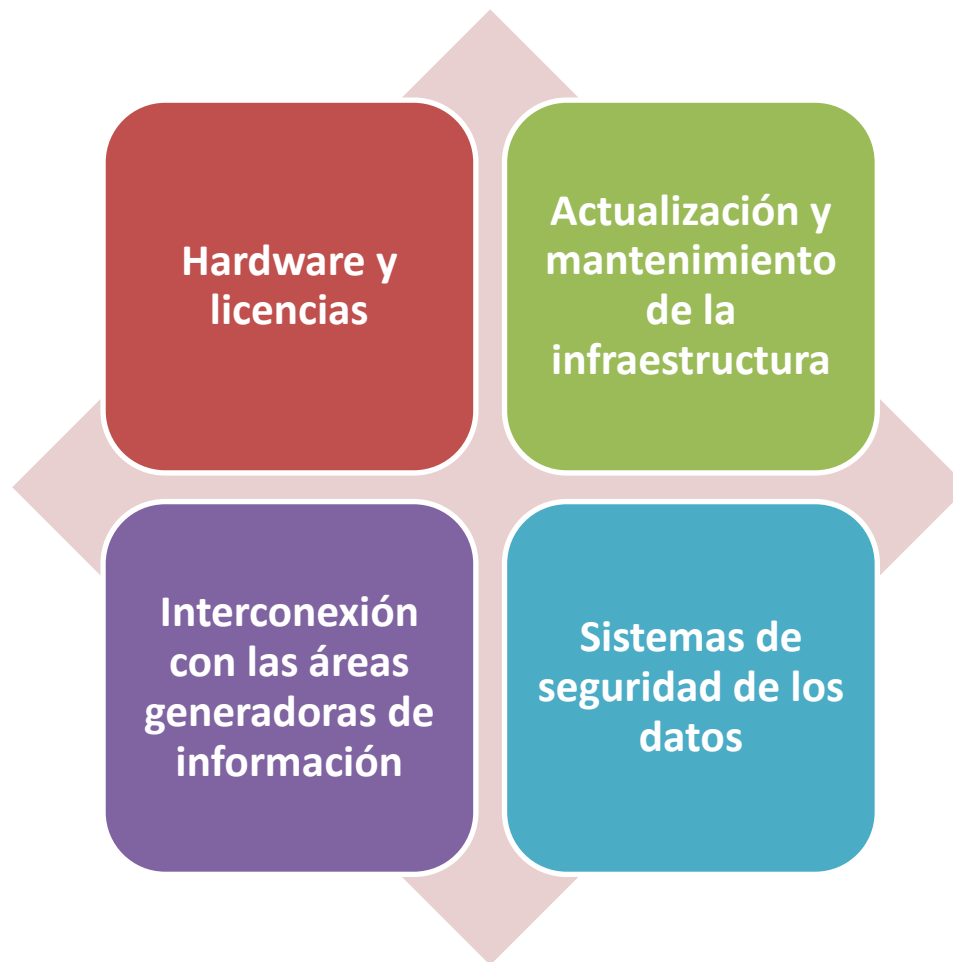 Hardware y
licencias
Actualización y
mantenimiento
de la
infraestructura
Interconexión
con las áreas
generadoras de
información
Sistemas de
seguridad de los
datos